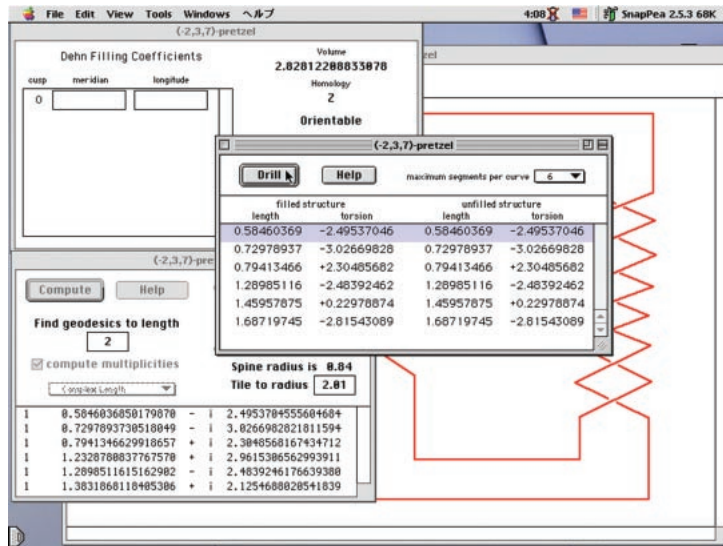 File Edit View Tools Windows ヘルプ 4:08 SnapPea 2.5.3 68K
(-2,3,7)-pretzel
Dehn Filling Coefficients
cusp meridian longitude
0
Volume
2.82812208833078
Homology
Z
Orientable
(-2,3,7)-pretzel
Drill Help maximum segments per curve 6
filled structure unfilled structure
length torsion length torsion
0.58460369 -2.49537046 0.58460369 -2.49537046
0.72978937 -3.02669828 0.72978937 -3.02669828
0.79413466 +2.30485682 0.79413466 +2.30485682
1.28985116 -2.48392462 1.28985116 -2.48392462
1.45957875 +0.22978874 1.45957875 +0.22978874
1.68719745 -2.81543089 1.68719745 -2.81543089
(-2,3,7)-pre
Compute Help
Find geodesics to length
2
compute multiplicities
Complex Length
Spine radius is 0.84
Tile to radius 2.01
1 0.5846036850179870 - i 2.4953704555604684
1 0.7297893730518049 - i 3.0266982821811594
1 0.7941346629918657 + i 2.3048568167434712
1 1.2328780837767570 + i 2.9615306562993911
1 1.2898511615162902 - i 2.4839246176639380
1 1.3831868118405306 + i 2.1254688020541839